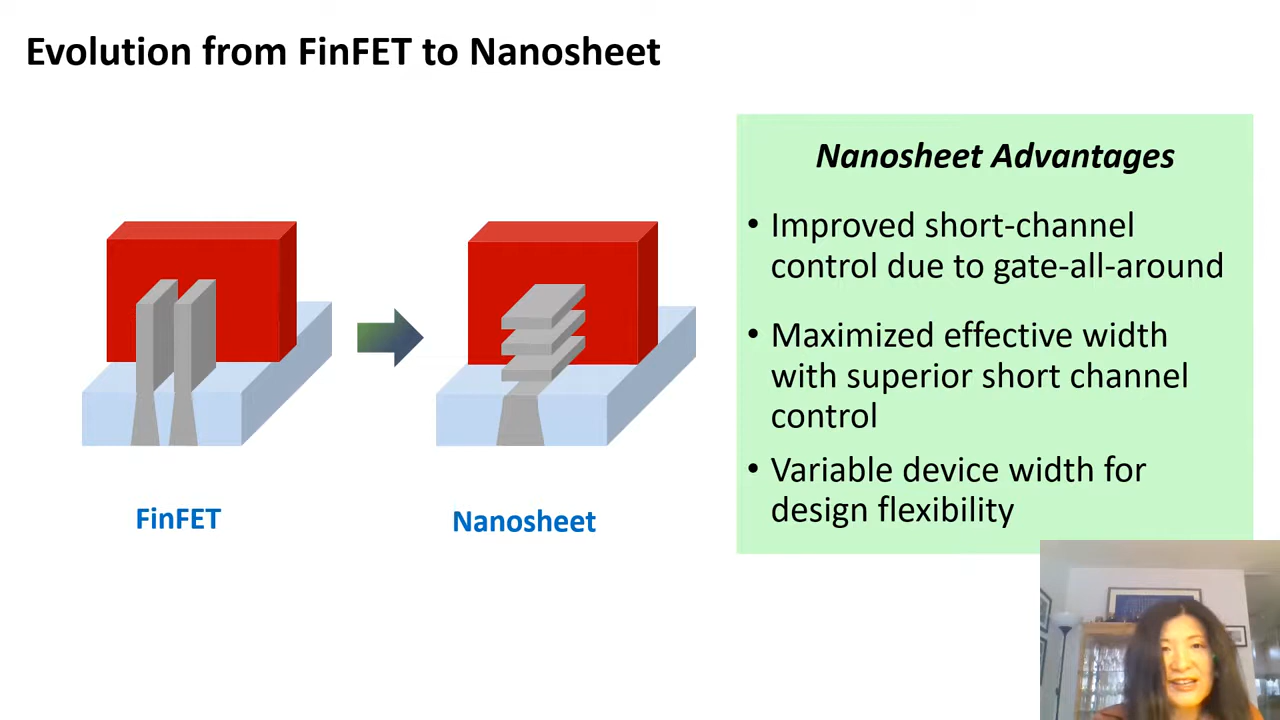 Evolution from FinFET to Nanosheet
Nanosheet Advantages
• Improved short-channel
control due to gate-all-around
• Maximized effective width
with superior short channel
control
• Variable device width for
design flexibility
FinFET
Nanosheet